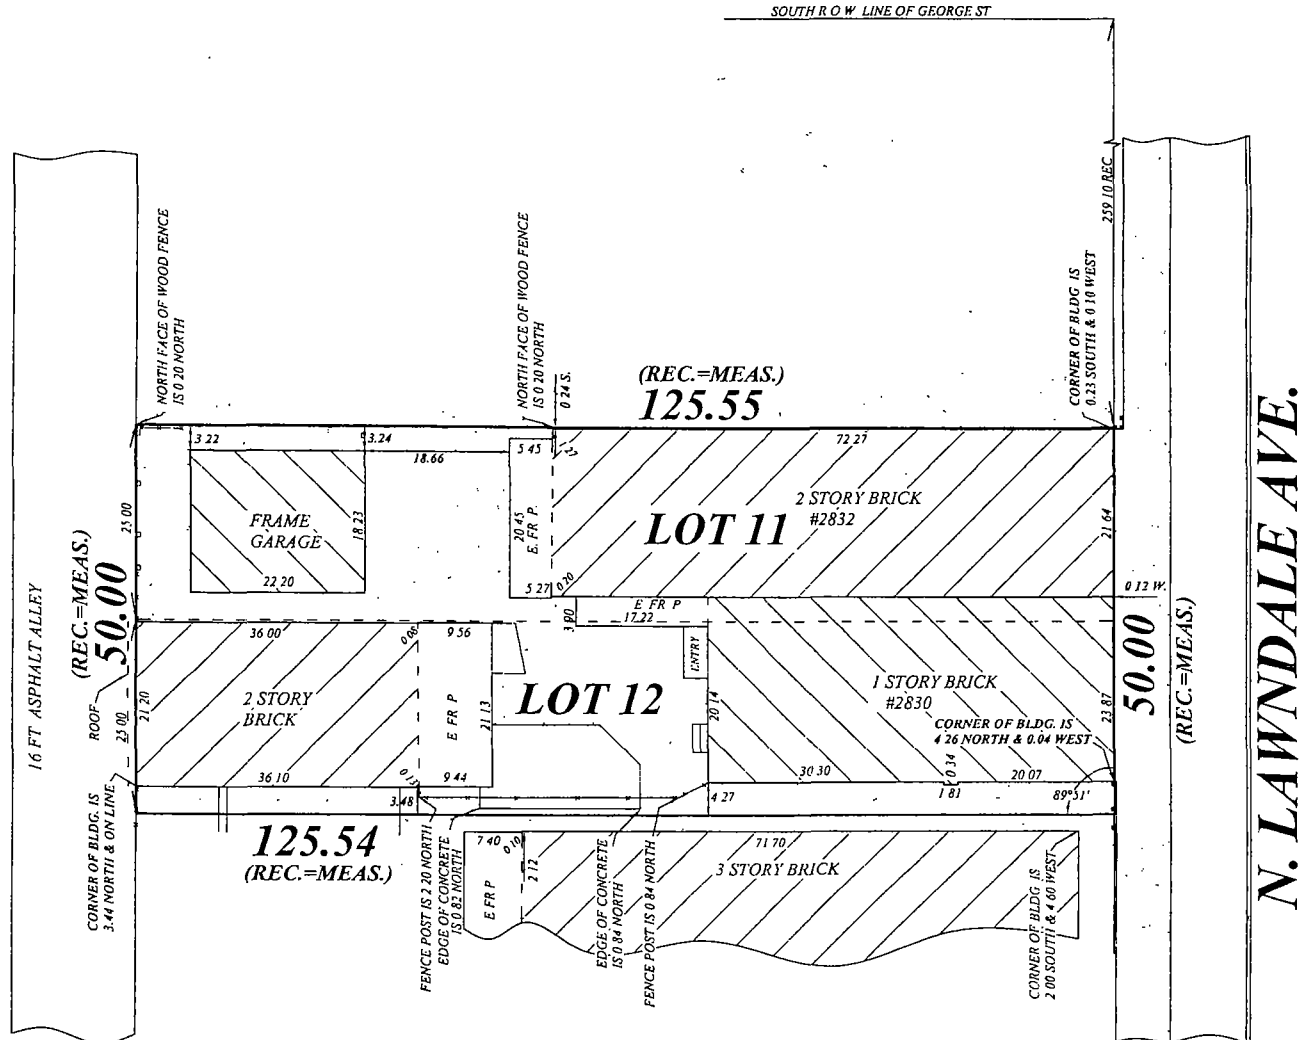 SOUTH R O W LINE OF GEORGE ST
259 10 REC
NORTH FACE OF WOOD FENCE
IS 0 20 NORTH
NORTH FACE OF WOOD FENCE
IS 0 20 NORTH
0 24 S.
(REC.=MEAS.)
125.55
CORNER OF BLDG IS
0.23 SOUTH & 0 10 WEST
3 22
3.24
18.66
5 45
72 27
25 00
FRAME
GARAGE
18.23
22 20
20 45
E. FR P.
5 27
0 20
2 STORY BRICK
#2832
LOT 11
21 64
0 12 W.
16 FT ASPHALT ALLEY
(REC.=MEAS.)
50.00
36 00
0 08
9 56
3 00
E FR P
17.22
ENTRY
ROOF
25 00
21 20
2 STORY
BRICK
E FR P
21 13
LOT 12
20 14
1 STORY BRICK
#2830
CORNER OF BLDG. IS
4 26 NORTH & 0.04 WEST
23 87
50.00
(REC.=MEAS.)
N. LAWNDALE AVE.
36 10
0 13
9 44
30 30
0 34
20 07
3.48
4 27
1 81
89°51'
CORNER OF BLDG. IS
3.44 NORTH & ON LINE
125.54
(REC.=MEAS.)
FENCE POST IS 2 20 NORTH
EDGE OF CONCRETE
IS 0 82 NORTH
7 40
0 10
2 12
E FR P
EDGE OF CONCRETE
IS 0 84 NORTH
FENCE POST IS 0 84 NORTH
71 70
3 STORY BRICK
CORNER OF BLDG IS
2 00 SOUTH & 4 60 WEST